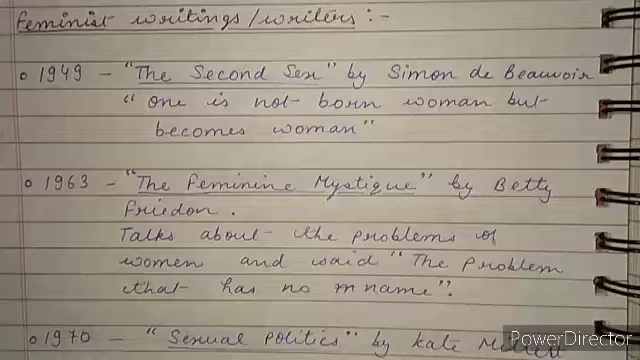 Feminist writings/writers :-
o 1949 - "The Second Sex" by Simon de Beauvoir
" one is not born woman but
becomes woman"
o 1963 - "The Feminine Mystique" by Betty
Friedon.
Talks about the problems of
women and said "The problem
that has no name".
o 1970 - "Sexual Politics" by Kate Millett
PowerDirector